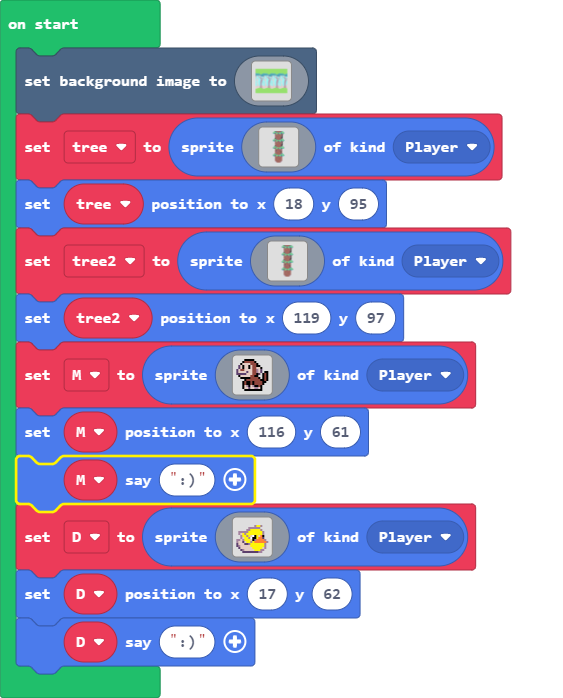 on start
set background image to
set tree to sprite of kind Player
set tree position to x 18 y 95
set tree2 to sprite of kind Player
set tree2 position to x 119 y 97
set M to sprite of kind Player
set M position to x 116 y 61
M say ":)"
set D to sprite of kind Player
set D position to x 17 y 62
D say ":)"